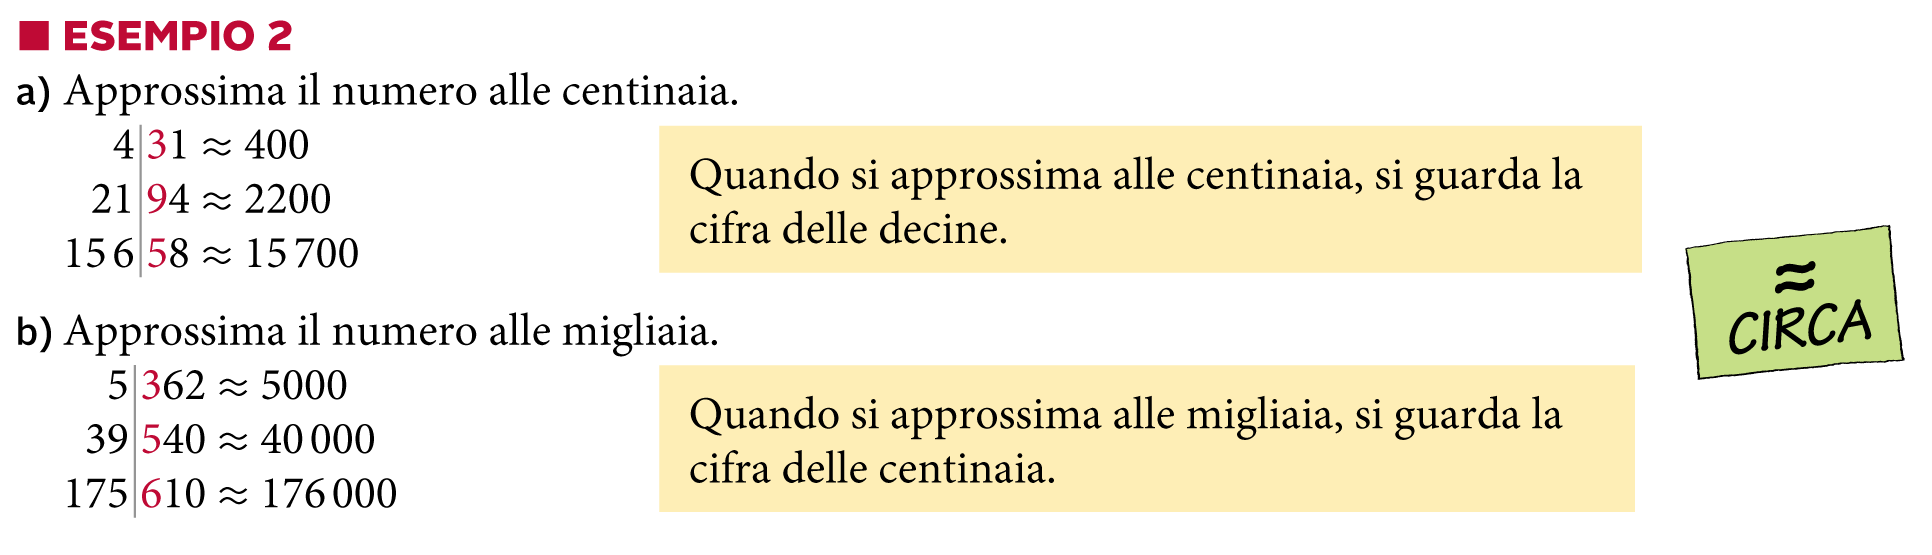 ■ ESEMPIO 2
a) Approssima il numero alle centinaia.
4|31 ≈ 400
21|94 ≈ 2200
15 6|58 ≈ 15 700
Quando si approssima alle centinaia, si guarda la
cifra delle decine.
b) Approssima il numero alle migliaia.
5|362 ≈ 5000
39|540 ≈ 40 000
175|610 ≈ 176 000
Quando si approssima alle migliaia, si guarda la
cifra delle centinaia.
≈
CIRCA